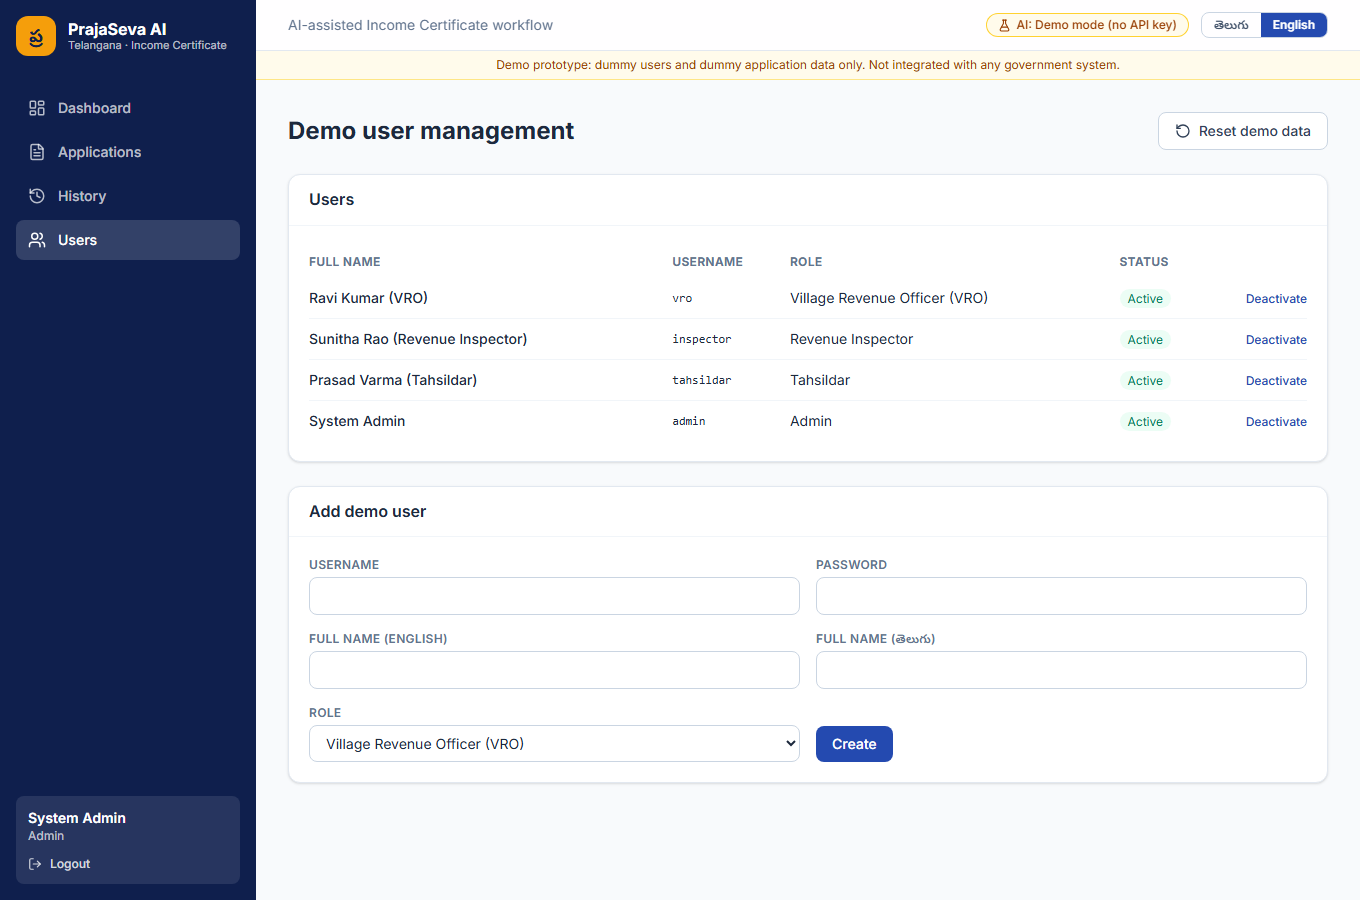 ప్ర
PrajaSeva AI
Telangana · Income Certificate
Dashboard
Applications
History
Users
System Admin
Admin
Logout
AI-assisted Income Certificate workflow
AI: Demo mode (no API key)
తెలుగు
English
Demo prototype: dummy users and dummy application data only. Not integrated with any government system.
Demo user management
Reset demo data
Users
FULL NAME USERNAME ROLE STATUS
Ravi Kumar (VRO) vro Village Revenue Officer (VRO) Active Deactivate
Sunitha Rao (Revenue Inspector) inspector Revenue Inspector Active Deactivate
Prasad Varma (Tahsildar) tahsildar Tahsildar Active Deactivate
System Admin admin Admin Active Deactivate
Add demo user
USERNAME PASSWORD
FULL NAME (ENGLISH) FULL NAME (తెలుగు)
ROLE
Village Revenue Officer (VRO) Create